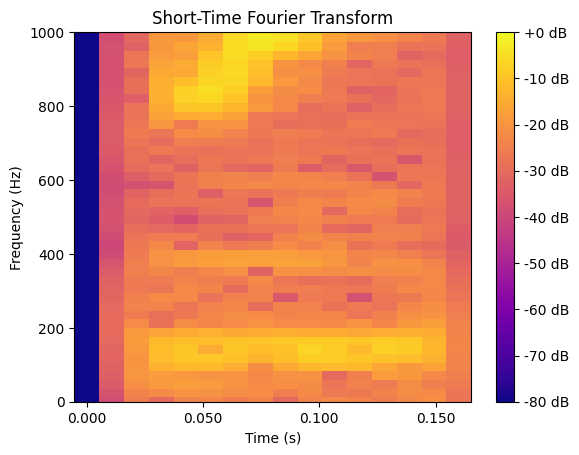 Short-Time Fourier Transform
1000
800
600
400
200
0
Frequency (Hz)
0.000
0.050
0.100
0.150
Time (s)
+0 dB
-10 dB
-20 dB
-30 dB
-40 dB
-50 dB
-60 dB
-70 dB
-80 dB